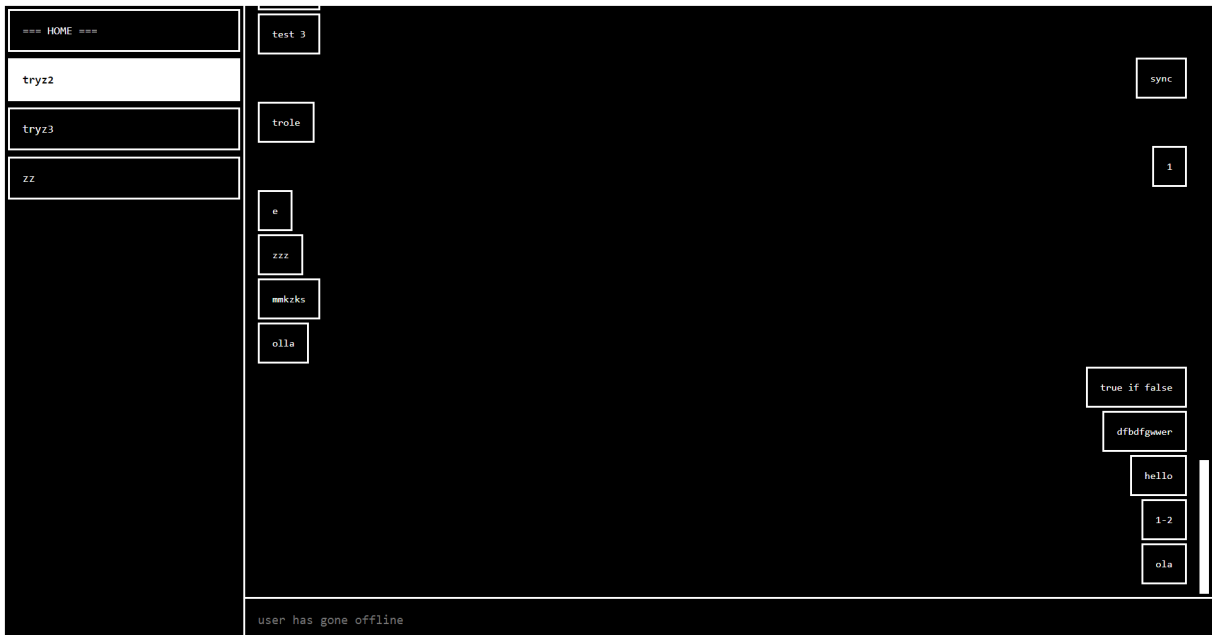 === HOME ===
tryz2
tryz3
zz
test 3
sync
trole
1
e
zzz
mmkzks
olla
true if false
dfbdfgwwer
hello
1-2
ola
user has gone offline